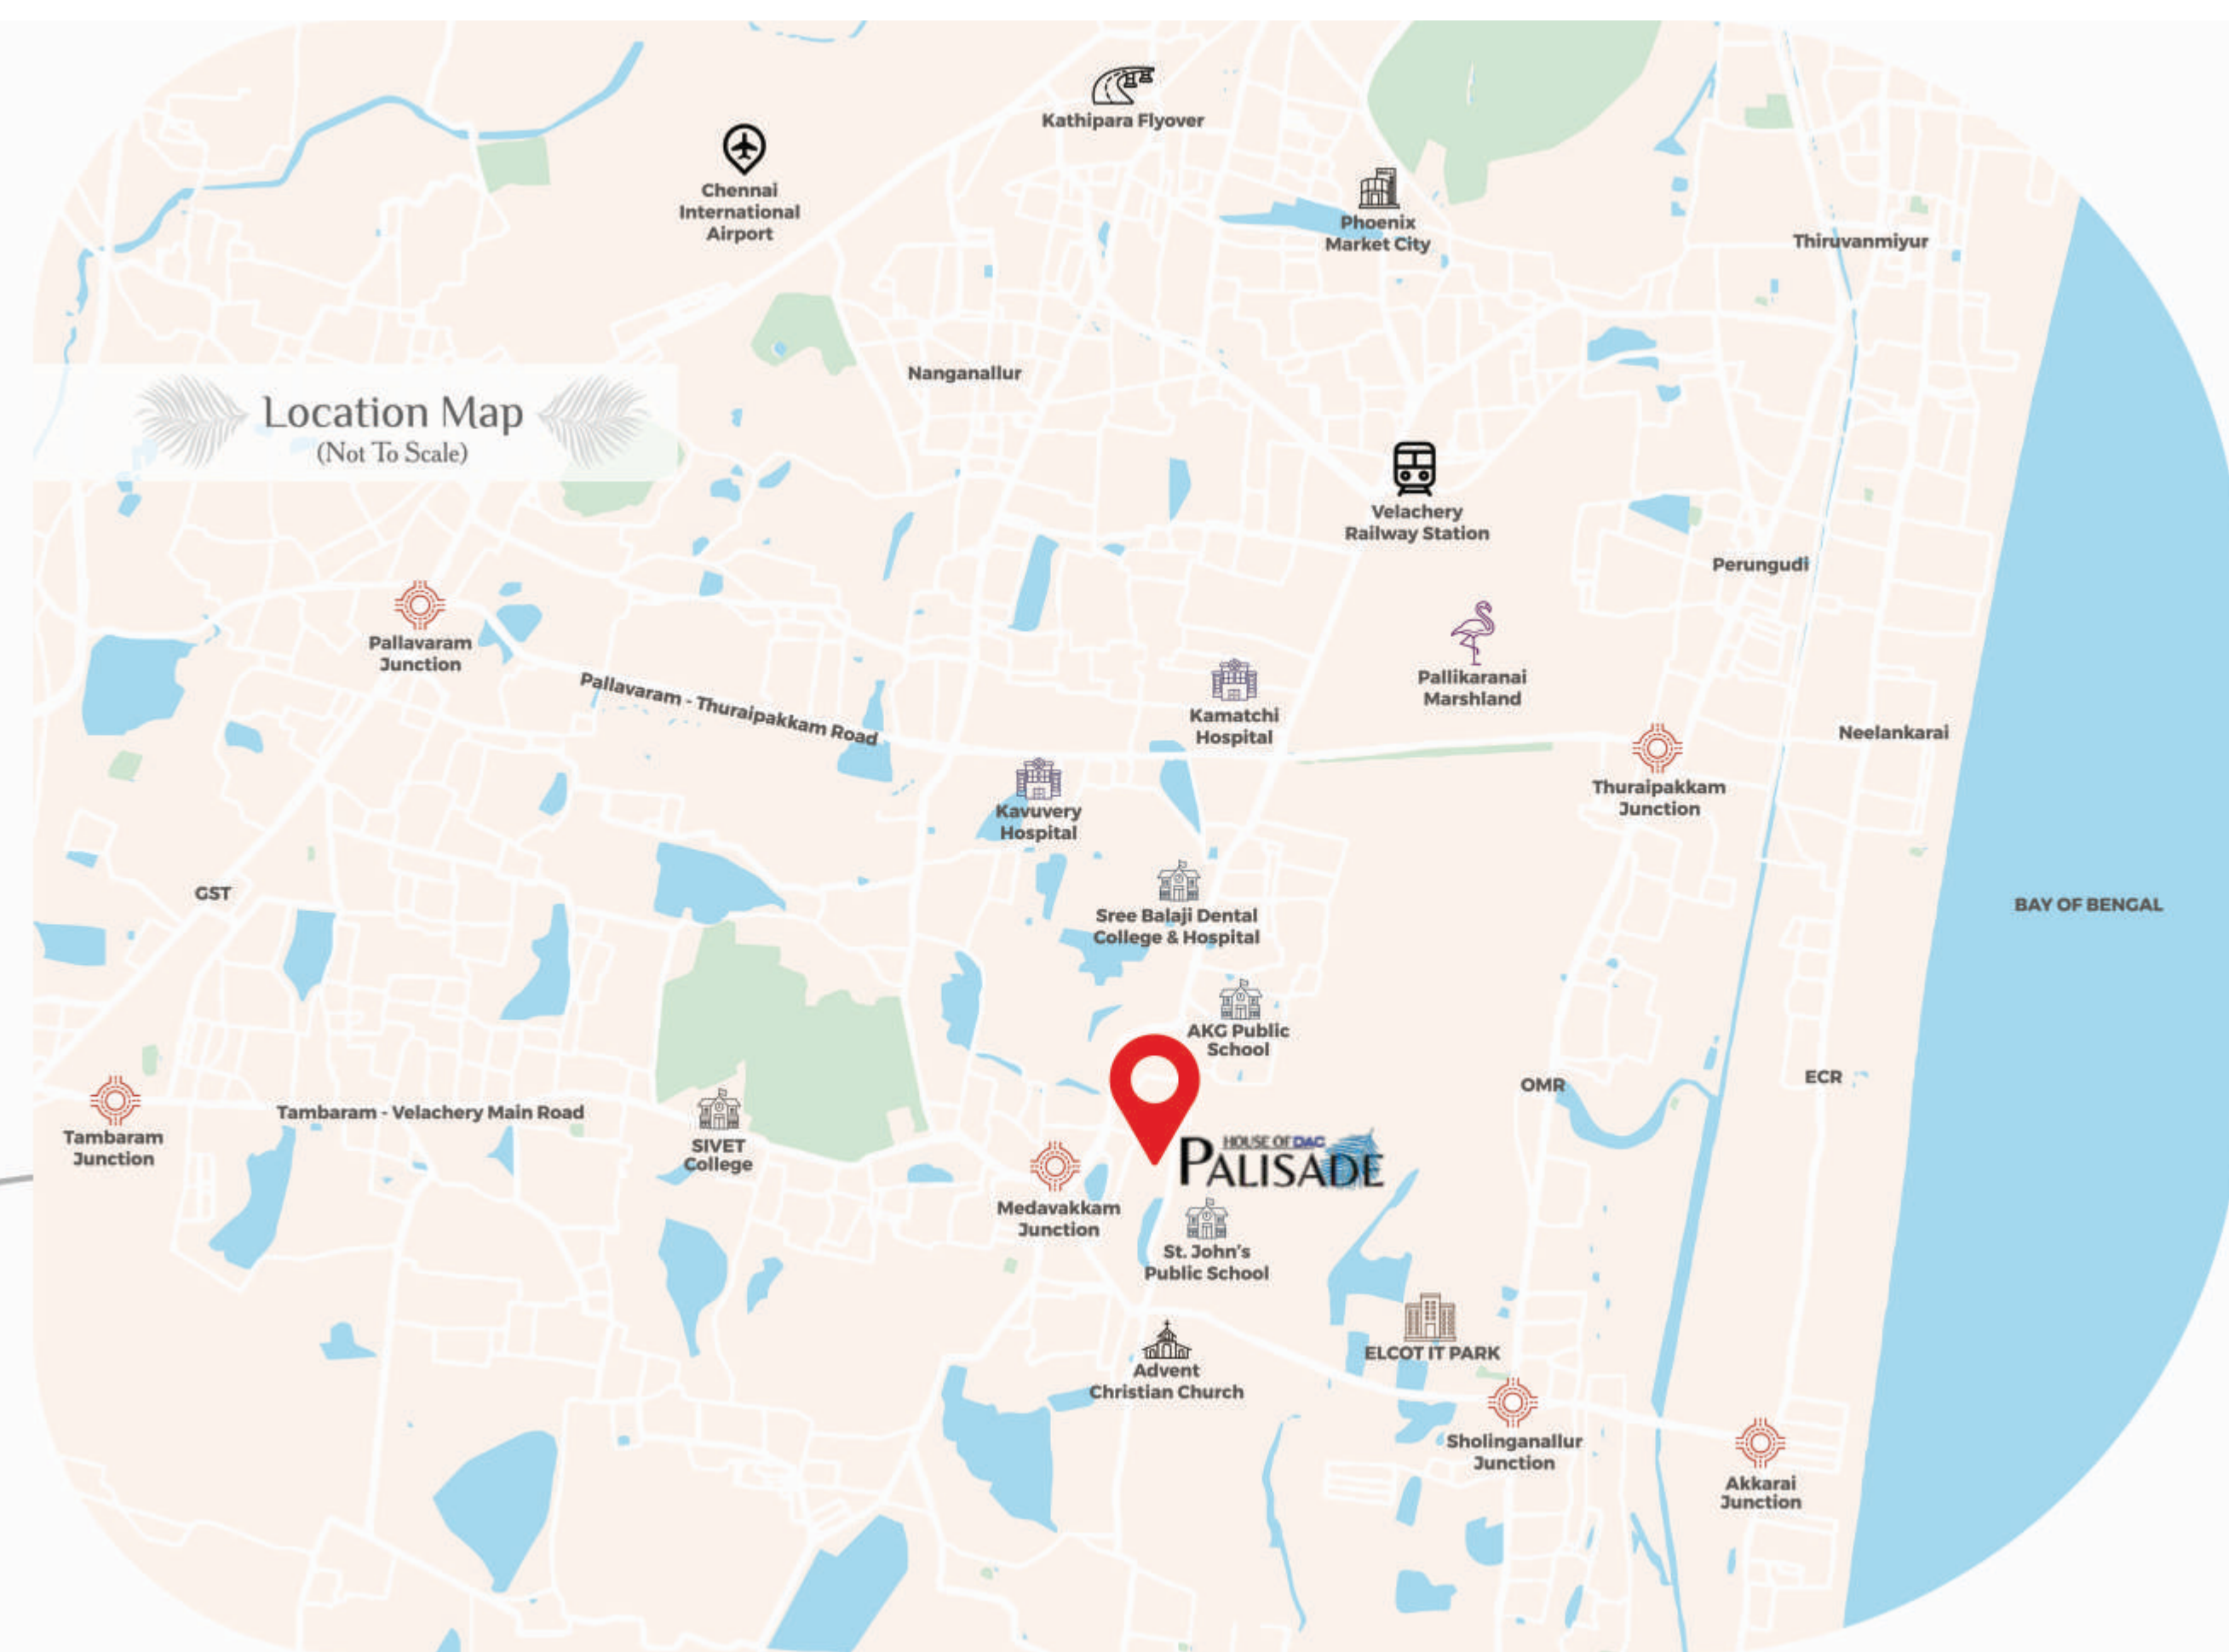 Kathipara Flyover
Chennai
International
Airport
Phoenix
Market City
Thiruvanmiyur
Nanganallur
Location Map
(Not To Scale)
Velachery
Railway Station
Perungudi
Pallavaram
Junction
Pallavaram - Thuraipakkam Road
Pallikaranai
Marshland
Kamatchi
Hospital
Neelankarai
Thuraipakkam
Junction
Kavuvery
Hospital
GST
BAY OF BENGAL
Sree Balaji Dental
College & Hospital
AKG Public
School
OMR
ECR
Tambaram
Junction
Tambaram - Velachery Main Road
SIVET
College
HOUSE OF DAC
PALISADE
Medavakkam
Junction
St. John's
Public School
ELCOT IT PARK
Advent
Christian Church
Sholinganallur
Junction
Akkarai
Junction